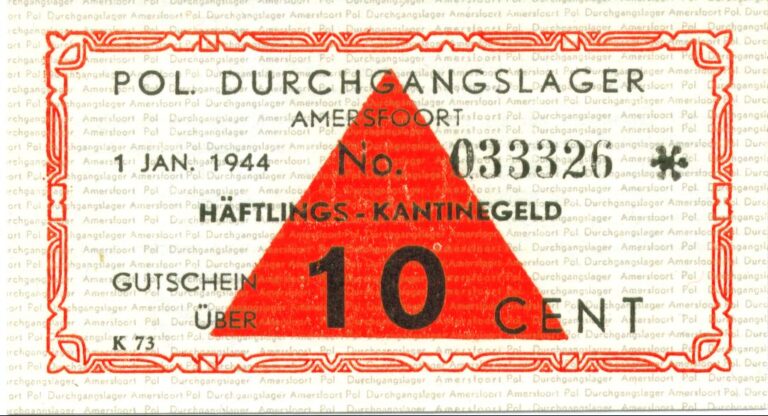 POL. DURCHGANGSLAGER
AMERSFOORT
1 JAN. 1944 No. 033326 *
HÄFTLINGS - KANTINEGELD
GUTSCHEIN
ÜBER 10 CENT
K 73